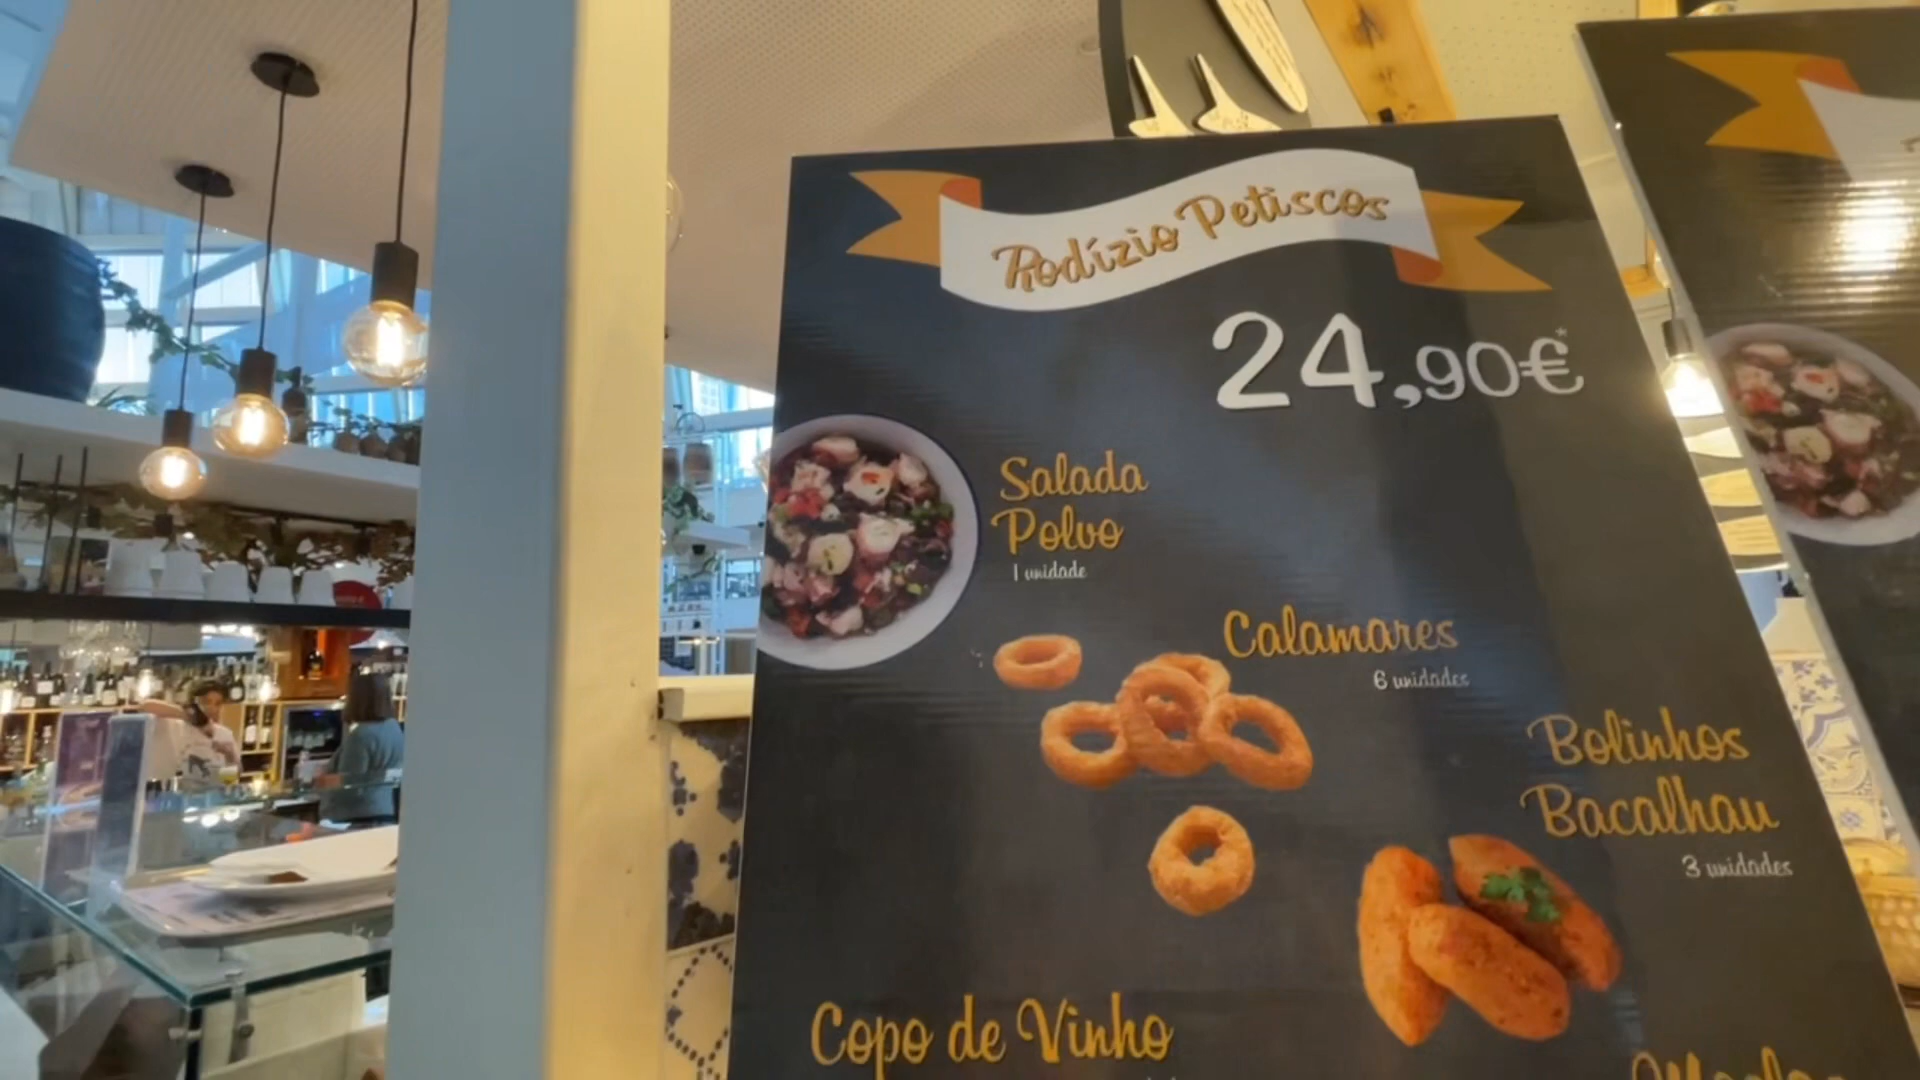 Rodízio Petiscos
24,90€*
Salada
Polvo
1 unidade
Calamares
6 unidades
Bolinhos
Bacalhau
3 unidades
Copo de Vinho